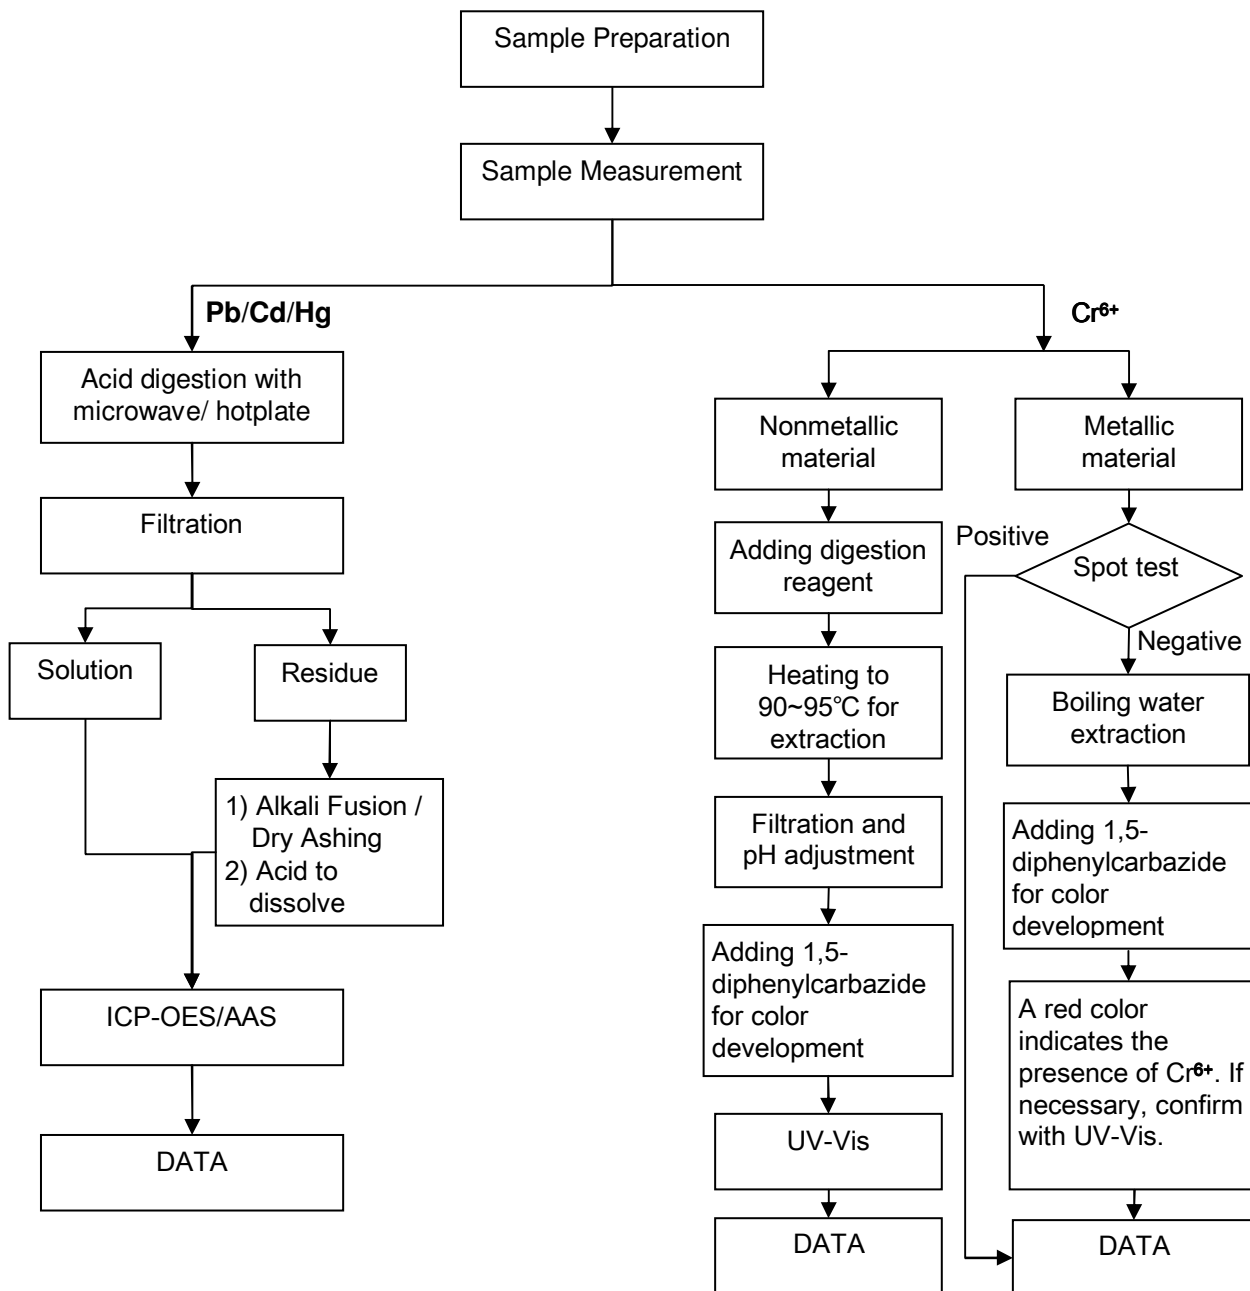 Sample Preparation
Sample Measurement
Pb/Cd/Hg
Cr⁶⁺
Acid digestion with
microwave/ hotplate
Filtration
Solution
Residue
1) Alkali Fusion /
Dry Ashing
2) Acid to
dissolve
ICP-OES/AAS
DATA
Nonmetallic
material
Adding digestion
reagent
Heating to
90~95℃ for
extraction
Filtration and
pH adjustment
Adding 1,5-
diphenylcarbazide
for color
development
UV-Vis
DATA
Metallic
material
Positive
Spot test
Negative
Boiling water
extraction
Adding 1,5-
diphenylcarbazide
for color
development
A red color
indicates the
presence of Cr⁶⁺. If
necessary, confirm
with UV-Vis.
DATA